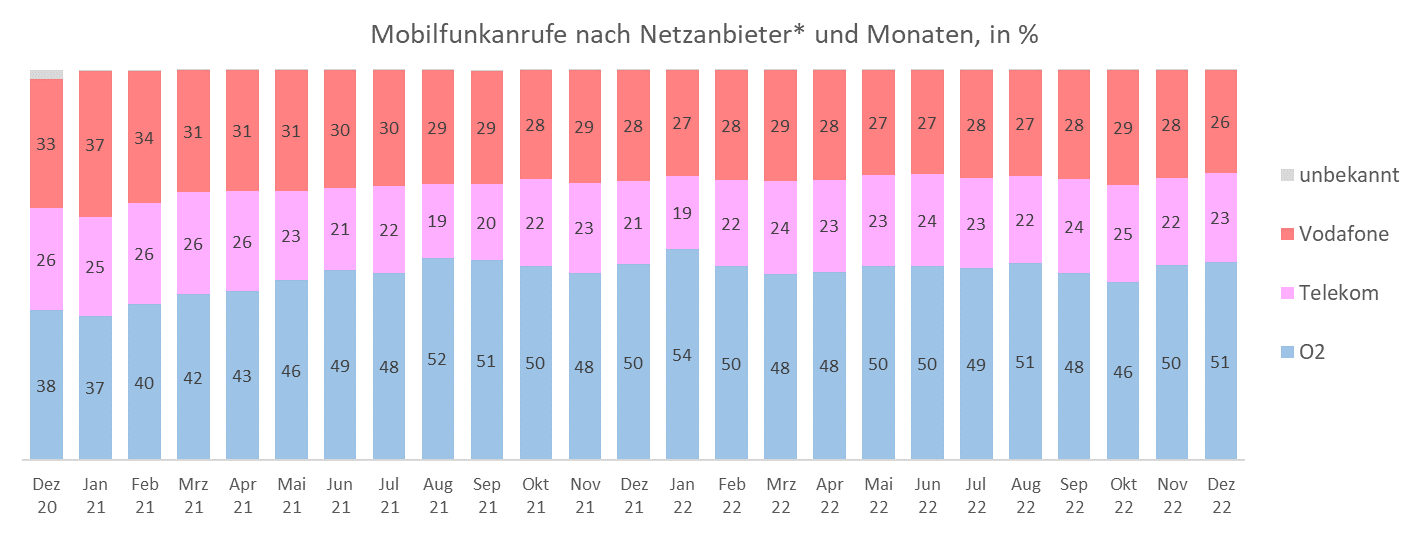 Mobilfunkanrufe nach Netzanbieter* und Monaten, in %
33 37 34 31 31 31 30 30 29 29 28 29 28 27 28 29 28 27 27 28 27 28 29 28 26
26 25 26 26 26 23 21 22 19 20 22 23 21 19 22 24 23 23 24 23 22 24 25 22 23
38 37 40 42 43 46 49 48 52 51 50 48 50 54 50 48 48 50 50 49 51 48 46 50 51
Dez Jan Feb Mrz Apr Mai Jun Jul Aug Sep Okt Nov Dez Jan Feb Mrz Apr Mai Jun Jul Aug Sep Okt Nov Dez
20 21 21 21 21 21 21 21 21 21 21 21 21 22 22 22 22 22 22 22 22 22 22 22 22
unbekannt
Vodafone
Telekom
O2